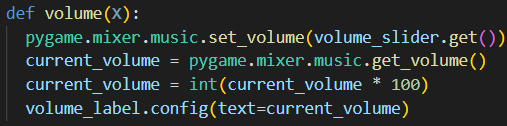 def volume(X):
pygame.mixer.music.set_volume(volume_slider.get())
current_volume = pygame.mixer.music.get_volume()
current_volume = int(current_volume * 100)
volume_label.config(text=current_volume)